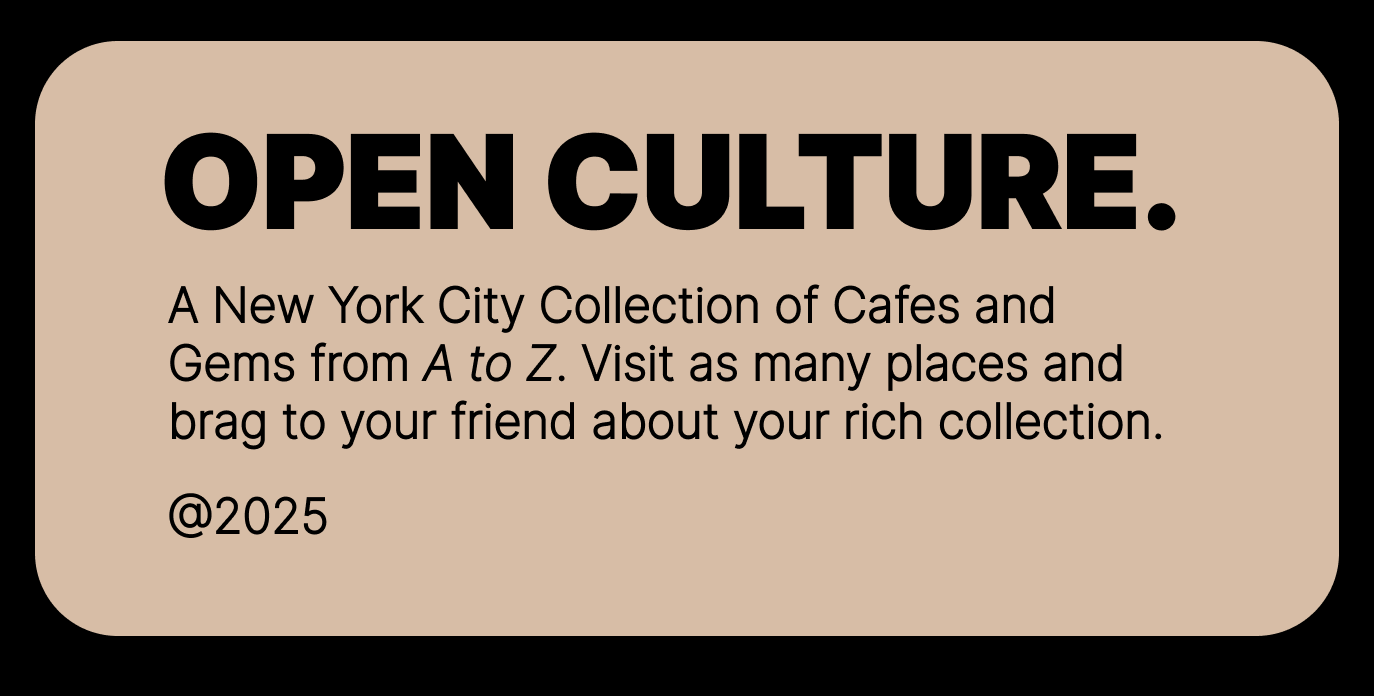 OPEN CULTURE.
A New York City Collection of Cafes and
Gems from A to Z. Visit as many places and
brag to your friend about your rich collection.
@2025